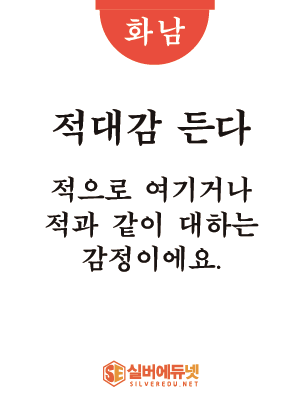 화남
적대감 든다
적으로 여기거나
적과 같이 대하는
감정이에요.
SE 실버에듀넷
SILVEREDU.NET